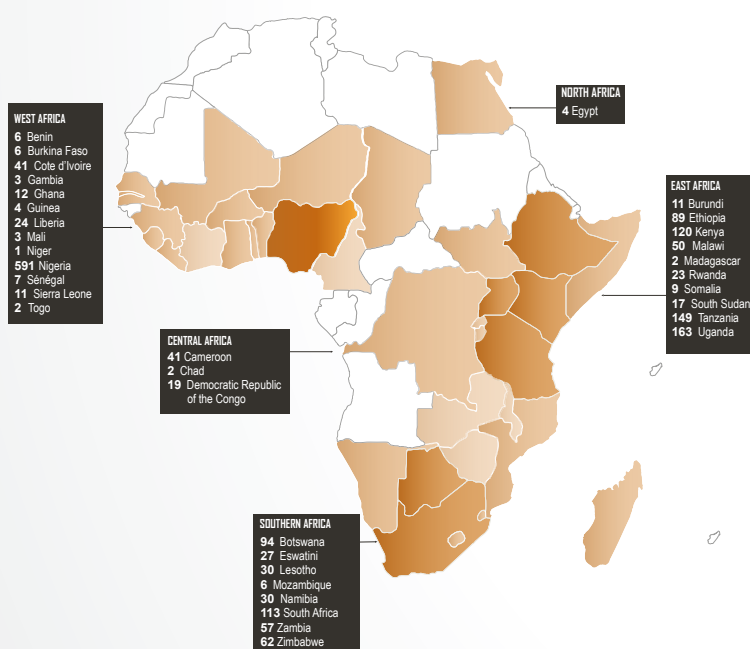 WEST AFRICA
6 Benin
6 Burkina Faso
41 Cote d'Ivoire
3 Gambia
12 Ghana
4 Guinea
24 Liberia
3 Mali
1 Niger
591 Nigeria
7 Sénégal
11 Sierra Leone
2 Togo
NORTH AFRICA
4 Egypt
EAST AFRICA
11 Burundi
89 Ethiopia
120 Kenya
50 Malawi
2 Madagascar
23 Rwanda
9 Somalia
17 South Sudan
149 Tanzania
163 Uganda
CENTRAL AFRICA
41 Cameroon
2 Chad
19 Democratic Republic
of the Congo
SOUTHERN AFRICA
94 Botswana
27 Eswatini
30 Lesotho
6 Mozambique
30 Namibia
113 South Africa
57 Zambia
62 Zimbabwe